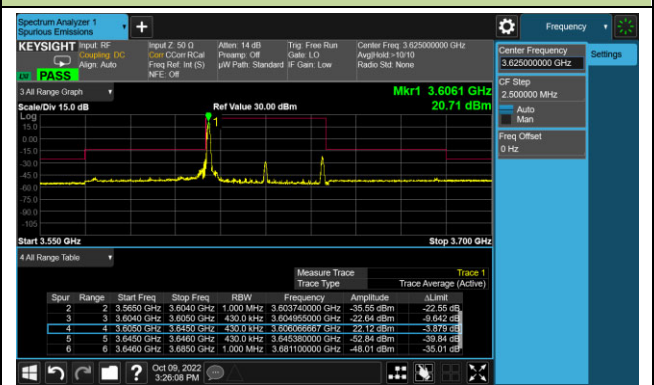 Spectrum Analyzer 1
Spurious Emissions
Frequency
KEYSIGHT Input: RF Input Z: 50 Ω Atten: 14 dB Trig: Free Run Center Freq: 3.625000000 GHz
Coupling: DC Corr CCorr RCal Preamp: Off Gate: LO Avg|Hold:>10/10
Align: Auto Freq Ref: Int (S) µW Path: Standard IF Gain: Low Radio Std: None
PASS NFE: Off
Center Frequency
3.625000000 GHz
Settings
CF Step
2.500000 MHz
Auto
Man
Freq Offset
0 Hz
3 All Range Graph
Mkr1 3.6061 GHz
Scale/Div 15.0 dB Ref Value 30.00 dBm 20.71 dBm
Log
1
15.0
0.00
-15.0
-30.0
-45.0
-60.0
-75.0
-90.0
-105
Start 3.550 GHz Stop 3.700 GHz
4 All Range Table
Measure Trace Trace 1
Trace Type Trace Average (Active)
Spur Range Start Freq Stop Freq RBW Frequency Amplitude ΔLimit
2 2 3.5650 GHz 3.6040 GHz 1.000 MHz 3.603740000 GHz -35.55 dBm -22.55 dB
3 3 3.6040 GHz 3.6050 GHz 430.0 kHz 3.604955000 GHz -22.64 dBm -9.642 dB
4 4 3.6050 GHz 3.6450 GHz 430.0 kHz 3.606066667 GHz 22.12 dBm -3.879 dB
5 5 3.6450 GHz 3.6460 GHz 430.0 kHz 3.645380000 GHz -52.84 dBm -39.84 dB
6 6 3.6460 GHz 3.6850 GHz 1.000 MHz 3.681100000 GHz -48.01 dBm -35.01 dB
Oct 09, 2022
3:26:08 PM